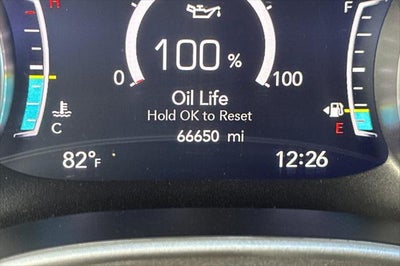 H F
100 %
0 100
Oil Life
Hold OK to Reset
C E
66650 mi
82°F 12:26